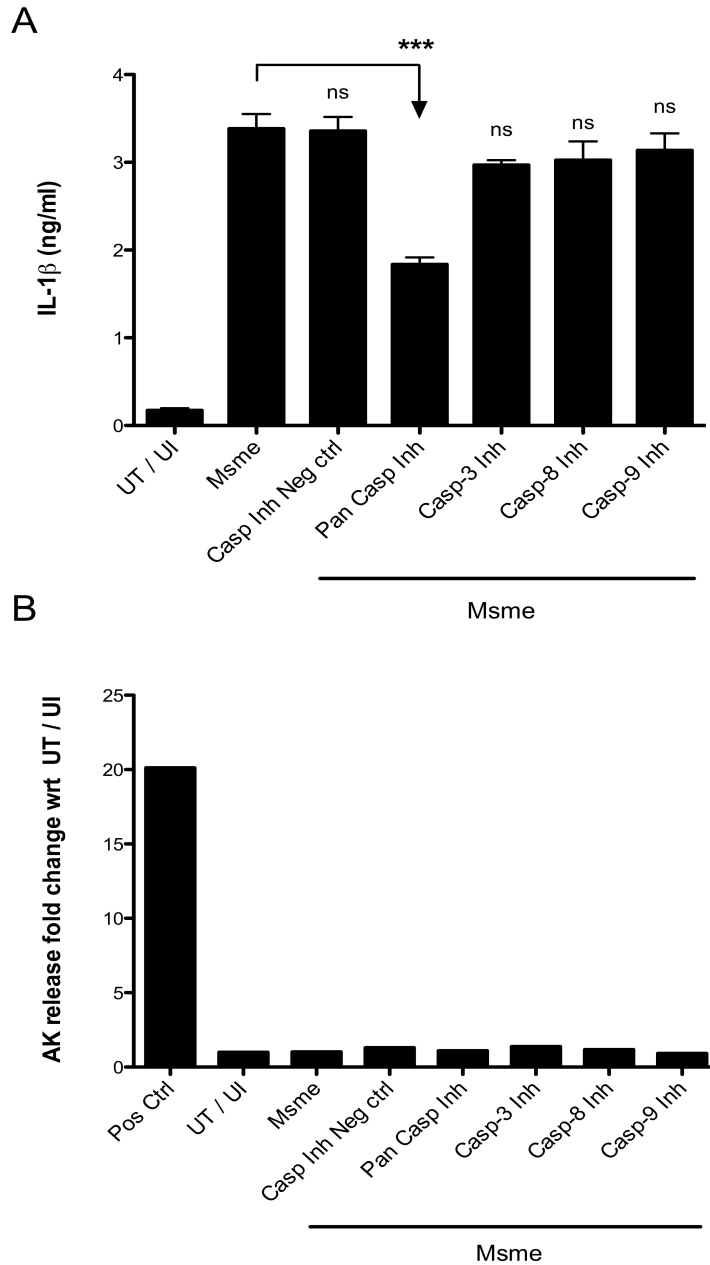 A
***
4
ns
ns
ns
ns
3
IL-1β (ng/ml)
2
1
0
UT / UI
Msme
Casp Inh Neg ctrl
Pan Casp Inh
Casp-3 Inh
Casp-8 Inh
Casp-9 Inh
Msme
B
25
20
AK release fold change wrt UT / UI
15
10
5
0
Pos Ctrl
UT / UI
Msme
Casp Inh Neg ctrl
Pan Casp Inh
Casp-3 Inh
Casp-8 Inh
Casp-9 Inh
Msme